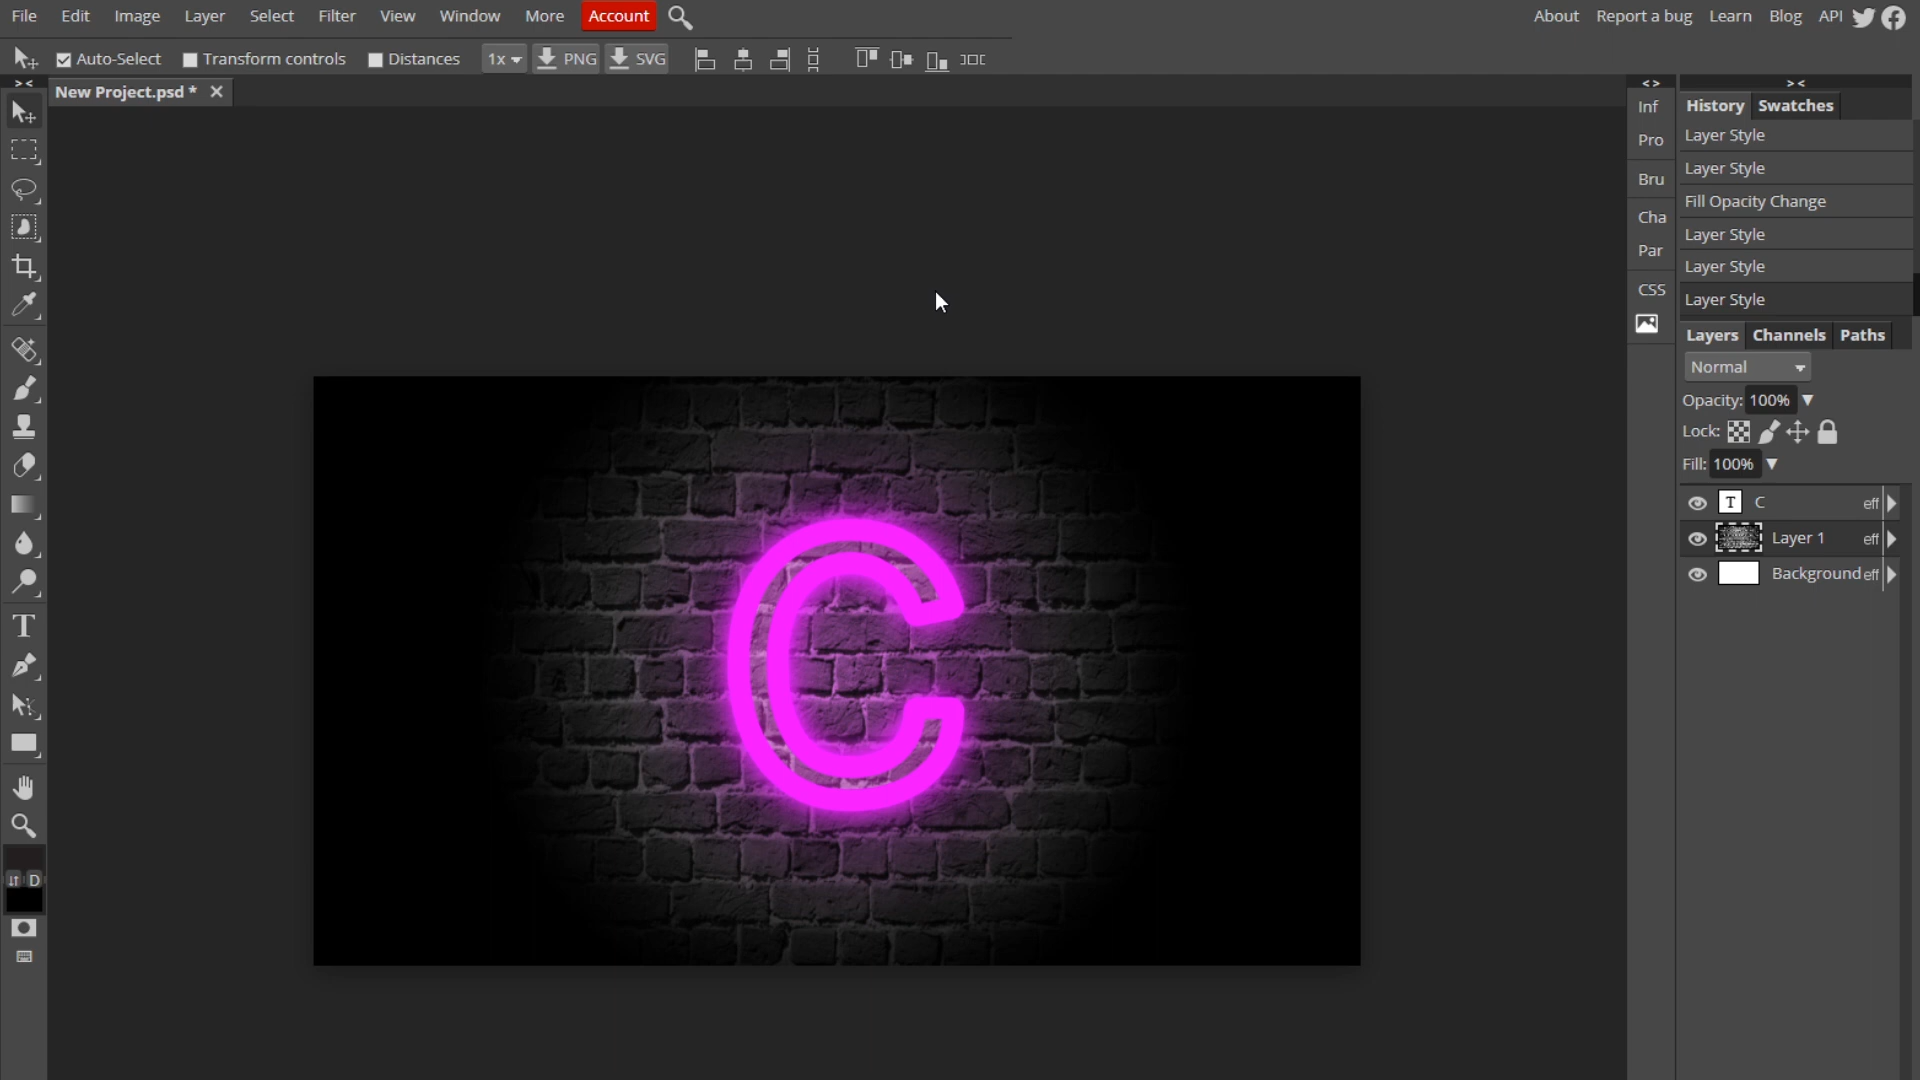 File Edit Image Layer Select Filter View Window More Account About Report a bug Learn Blog API
Auto-Select Transform controls Distances 1x PNG SVG
New Project.psd *
Inf
Pro
Bru
Cha
Par
CSS
History Swatches
Layer Style
Layer Style
Fill Opacity Change
Layer Style
Layer Style
Layer Style
Layers Channels Paths
Normal
Opacity: 100%
Lock:
Fill: 100%
T C eff
Layer 1 eff
Background eff
T
D
C